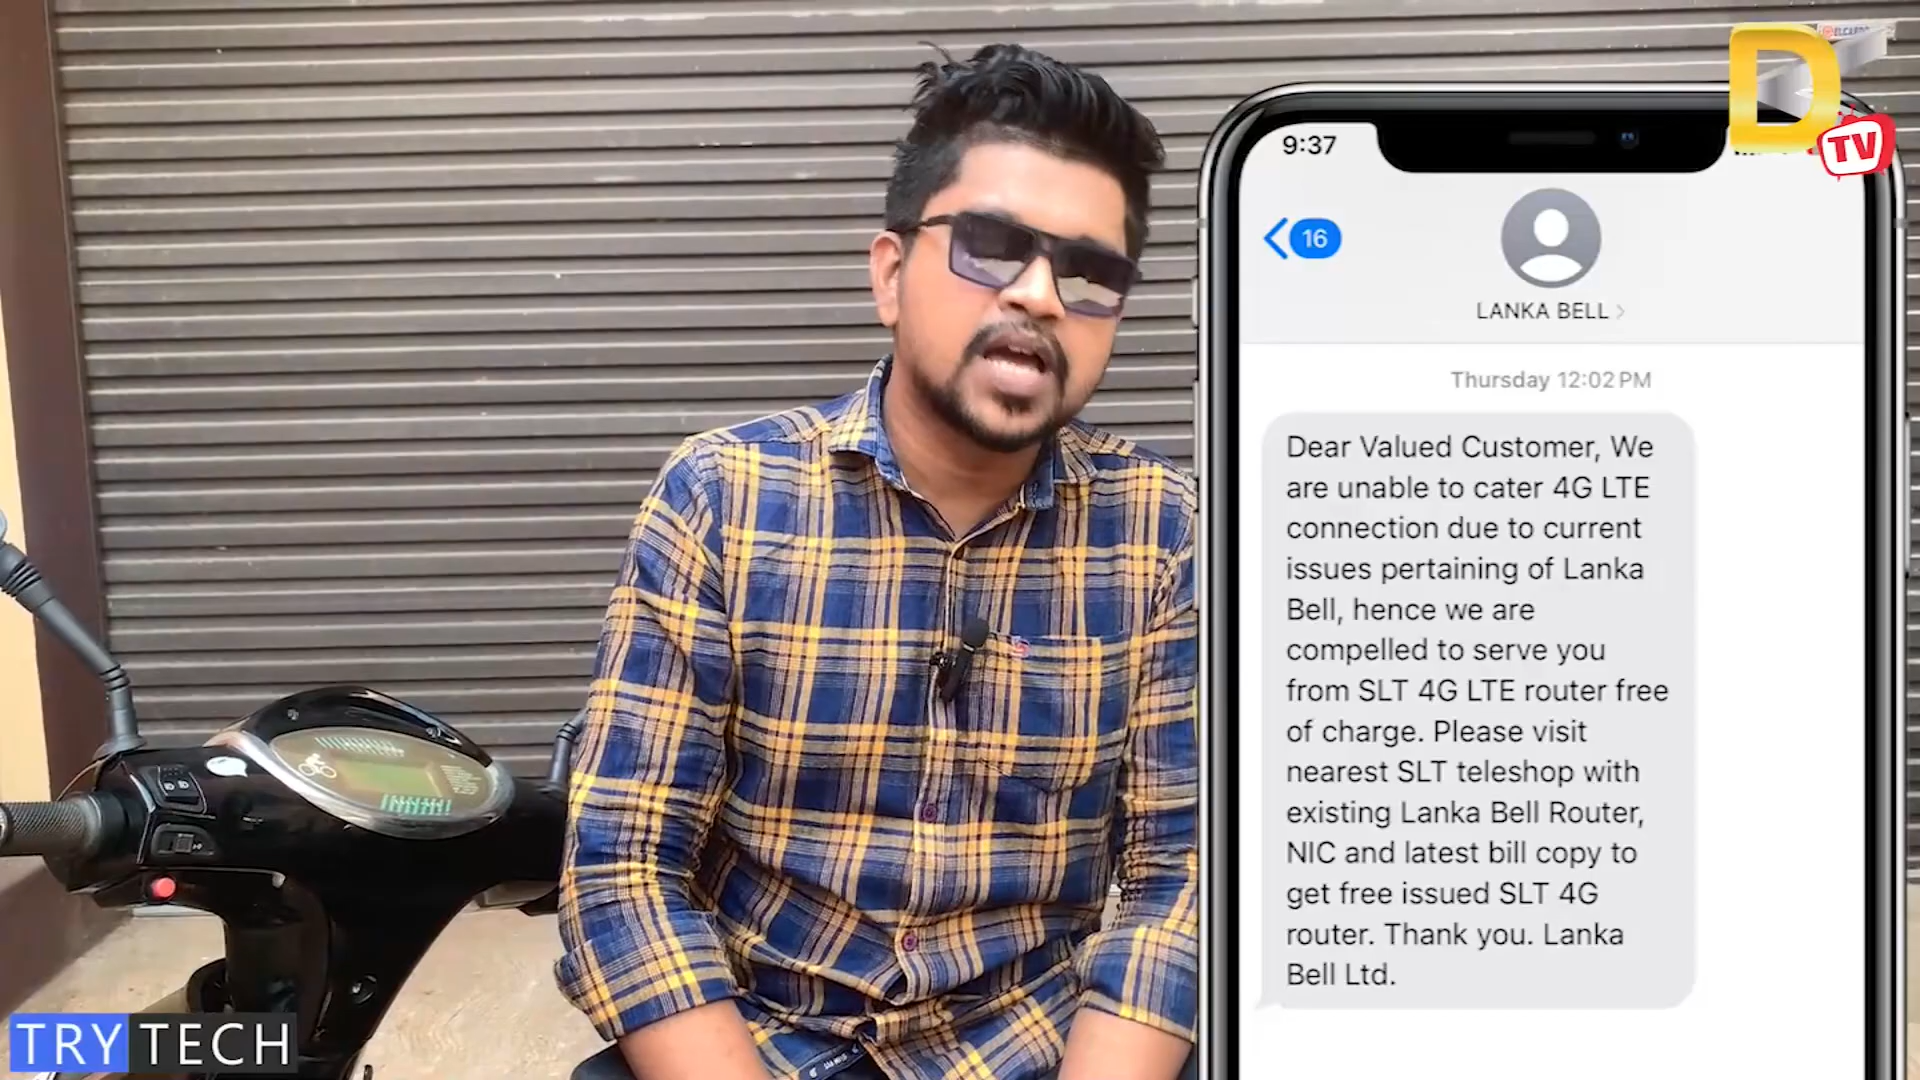 D
TV
9:37
16
LANKA BELL
Thursday 12:02 PM
Dear Valued Customer, We
are unable to cater 4G LTE
connection due to current
issues pertaining of Lanka
Bell, hence we are
compelled to serve you
from SLT 4G LTE router free
of charge. Please visit
nearest SLT teleshop with
existing Lanka Bell Router,
NIC and latest bill copy to
get free issued SLT 4G
router. Thank you. Lanka
Bell Ltd.
TRY TECH